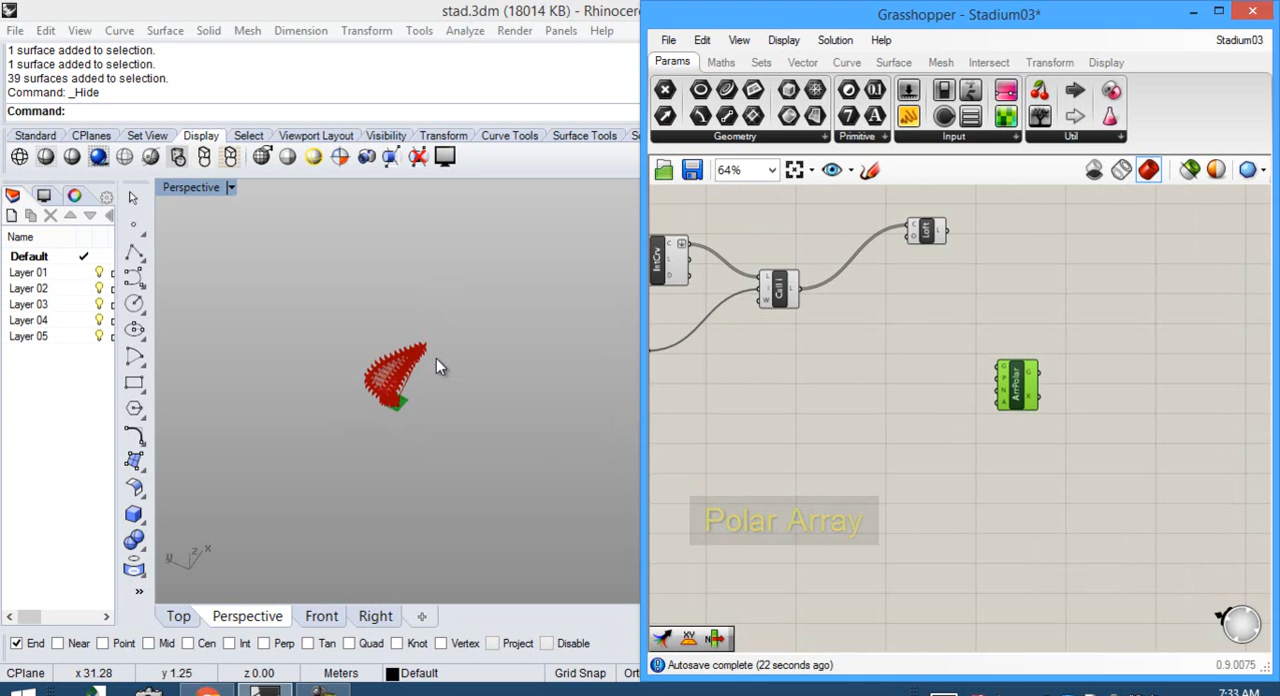 stad.3dm (18014 KB) - Rhinocero
File Edit View Curve Surface Solid Mesh Dimension Transform Tools Analyze Render Panels Help
1 surface added to selection.
1 surface added to selection.
39 surfaces added to selection.
Command: _Hide
Command:
Standard CPlanes Set View Display Select Viewport Layout Visibility Transform Curve Tools Surface Tools S
Perspective
Name
Default
Layer 01
Layer 02
Layer 03
Layer 04
Layer 05
y z x
Top Perspective Front Right
End Near Point Mid Cen Int Perp Tan Quad Knot Vertex Project Disable
CPlane x 31.28 y 1.25 z 0.00 Meters Default Grid Snap Ort
Grasshopper - Stadium03*
File Edit View Display Solution Help Stadium03
Params Maths Sets Vector Curve Surface Mesh Intersect Transform Display
Geometry Primitive Input Util
64%
IntCrv C L D
Cull i L I W L
Loft C O L
ArrPolar G P N A G X
Polar Array
XY N
Autosave complete (22 seconds ago) 0.9.0075
7:33 AM